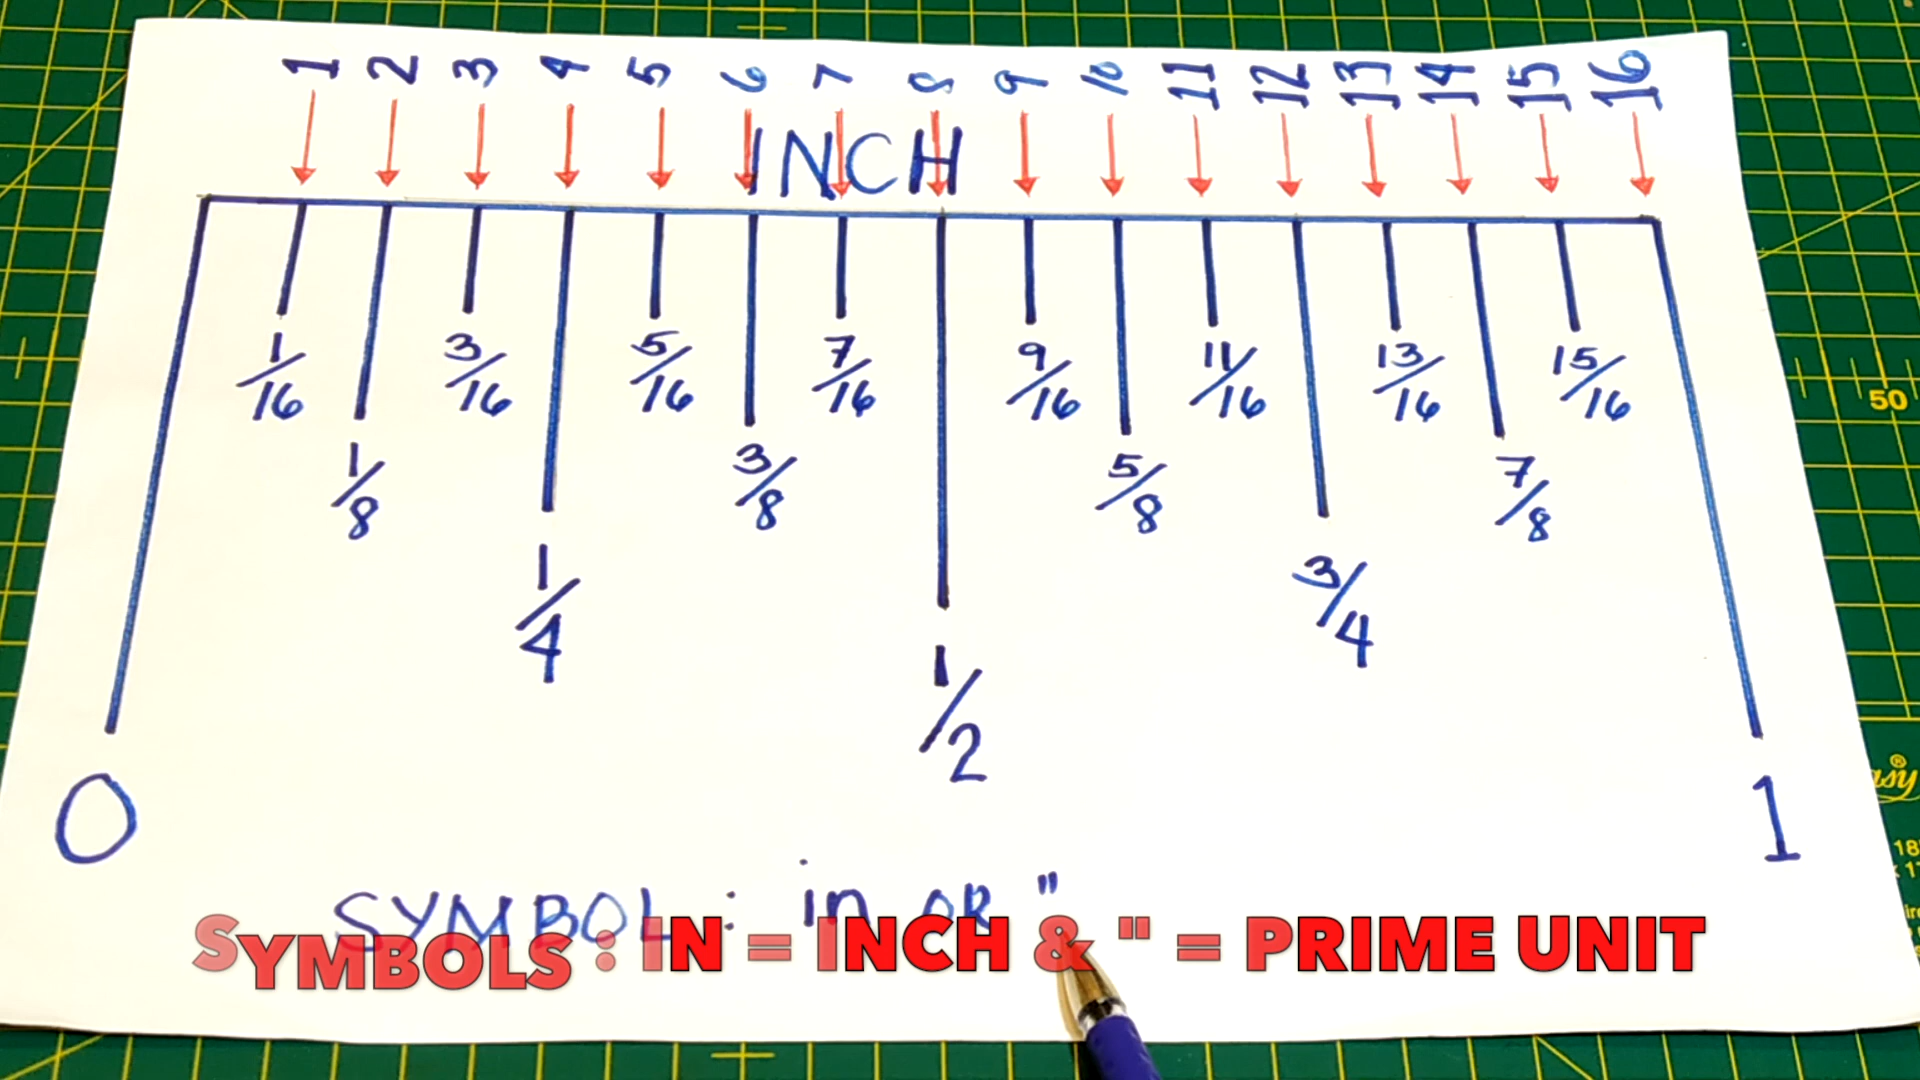 1 2 3 4 5 6 7 8 9 10 11 12 13 14 15 16
INCH
1/16 3/16 5/16 7/16 9/16 11/16 13/16 15/16
1/8 3/8 5/8 7/8
1/4 3/4
1/2
0 1
SYMBOL: in OR "
SYMBOLS : IN = INCH & " = PRIME UNIT
50